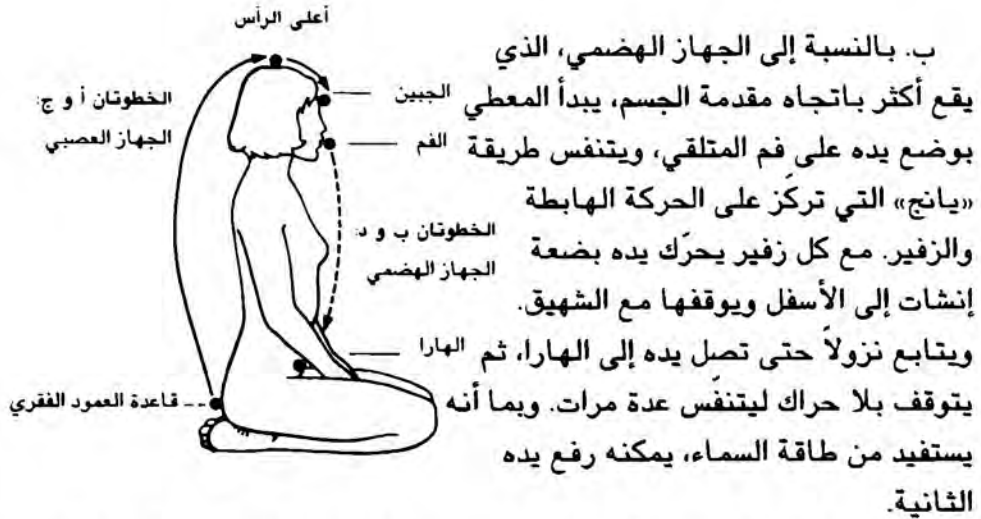 أعلى الرأس
الجبين
الفم
الخطوتان أ و ج:
الجهاز العصبي
الخطوتان ب و د:
الجهاز الهضمي
الهارا
قاعدة العمود الفقري
ب. بالنسبة إلى الجهاز الهضمي، الذي
يقع أكثر باتجاه مقدمة الجسم، يبدأ المعطي
بوضع يده على فم المتلقي، ويتنفس طريقة
«يانج» التي تركّز على الحركة الهابطة
والزفير. مع كل زفير يحرّك يده بضعة
إنشات إلى الأسفل ويوقفها مع الشهيق.
ويتابع نزولاً حتى تصل يده إلى الهارا، ثم
يتوقف بلا حراك ليتنفّس عدة مرات. وبما أنه
يستفيد من طاقة السماء، يمكنه رفع يده
الثانية.